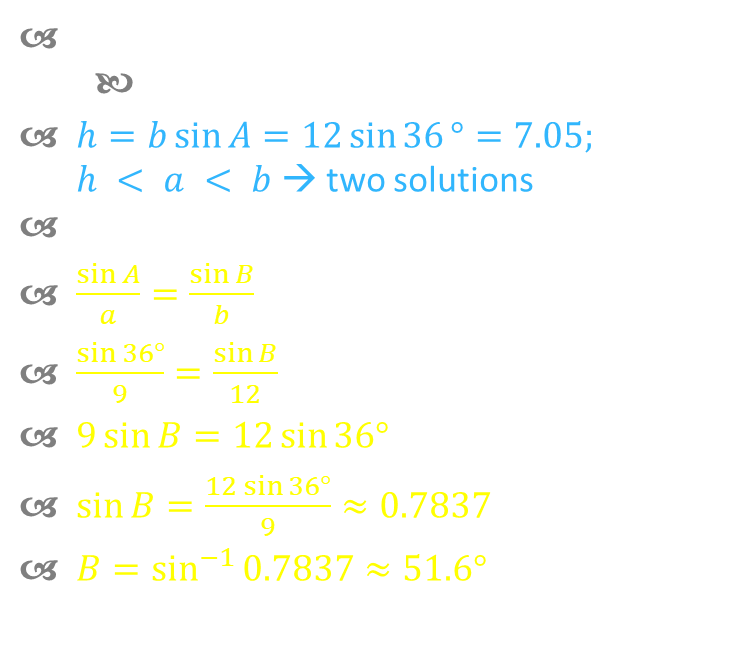 h = b sin A = 12 sin 36° = 7.05;
h < a < b → two solutions
sin A / a = sin B / b
sin 36° / 9 = sin B / 12
9 sin B = 12 sin 36°
sin B = 12 sin 36° / 9 ≈ 0.7837
B = sin⁻¹ 0.7837 ≈ 51.6°